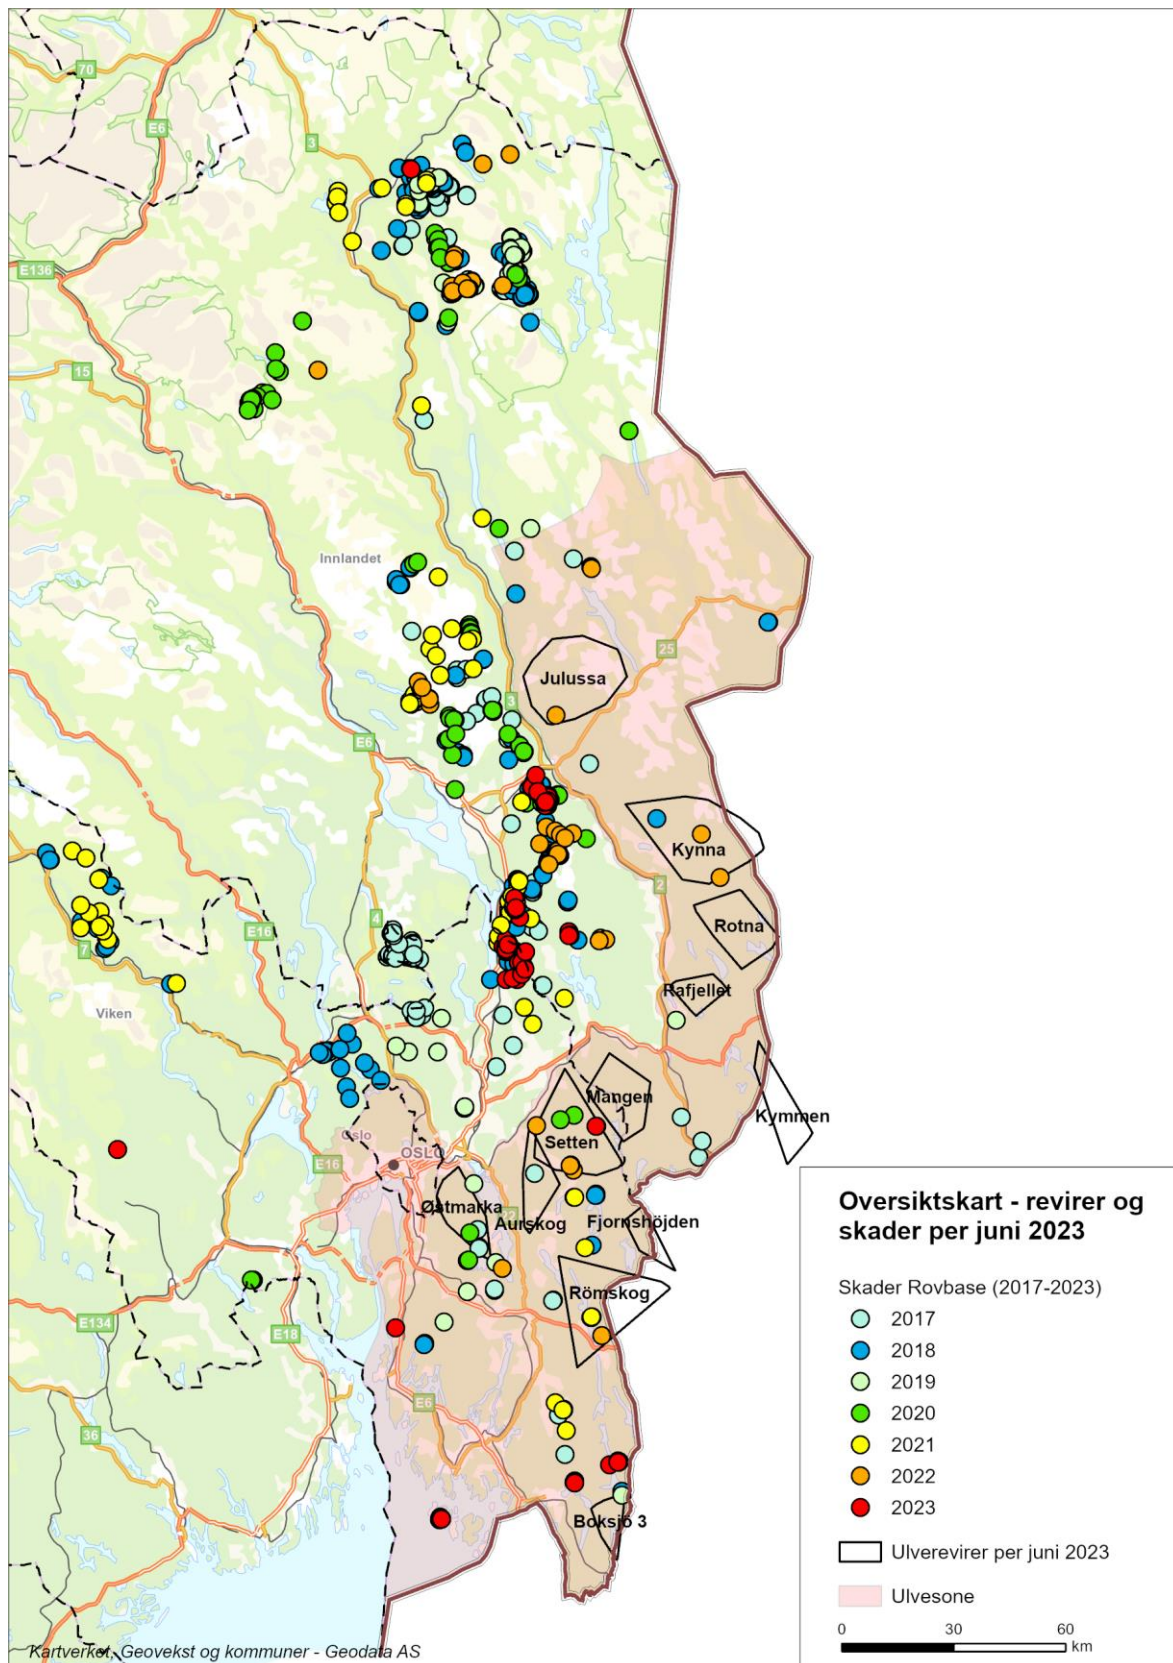 70
E6
3
E136
15
Innlandet
25
Julussa
3
E6
Kynna
2
Rotna
4
E16
7
Rafjellet
Viken
Mangen
Kymmen
Oslo
Setten
OSLO
E16
Østmarka
22
Aurskog
Fjornshöjden
Römskog
E134
E18
E6
36
Boksjö 3
Oversiktskart - revirer og
skader per juni 2023
Skader Rovbase (2017-2023)
2017
2018
2019
2020
2021
2022
2023
Ulverevirer per juni 2023
Ulvesone
0 30 60
km
Kartverket, Geovekst og kommuner - Geodata AS